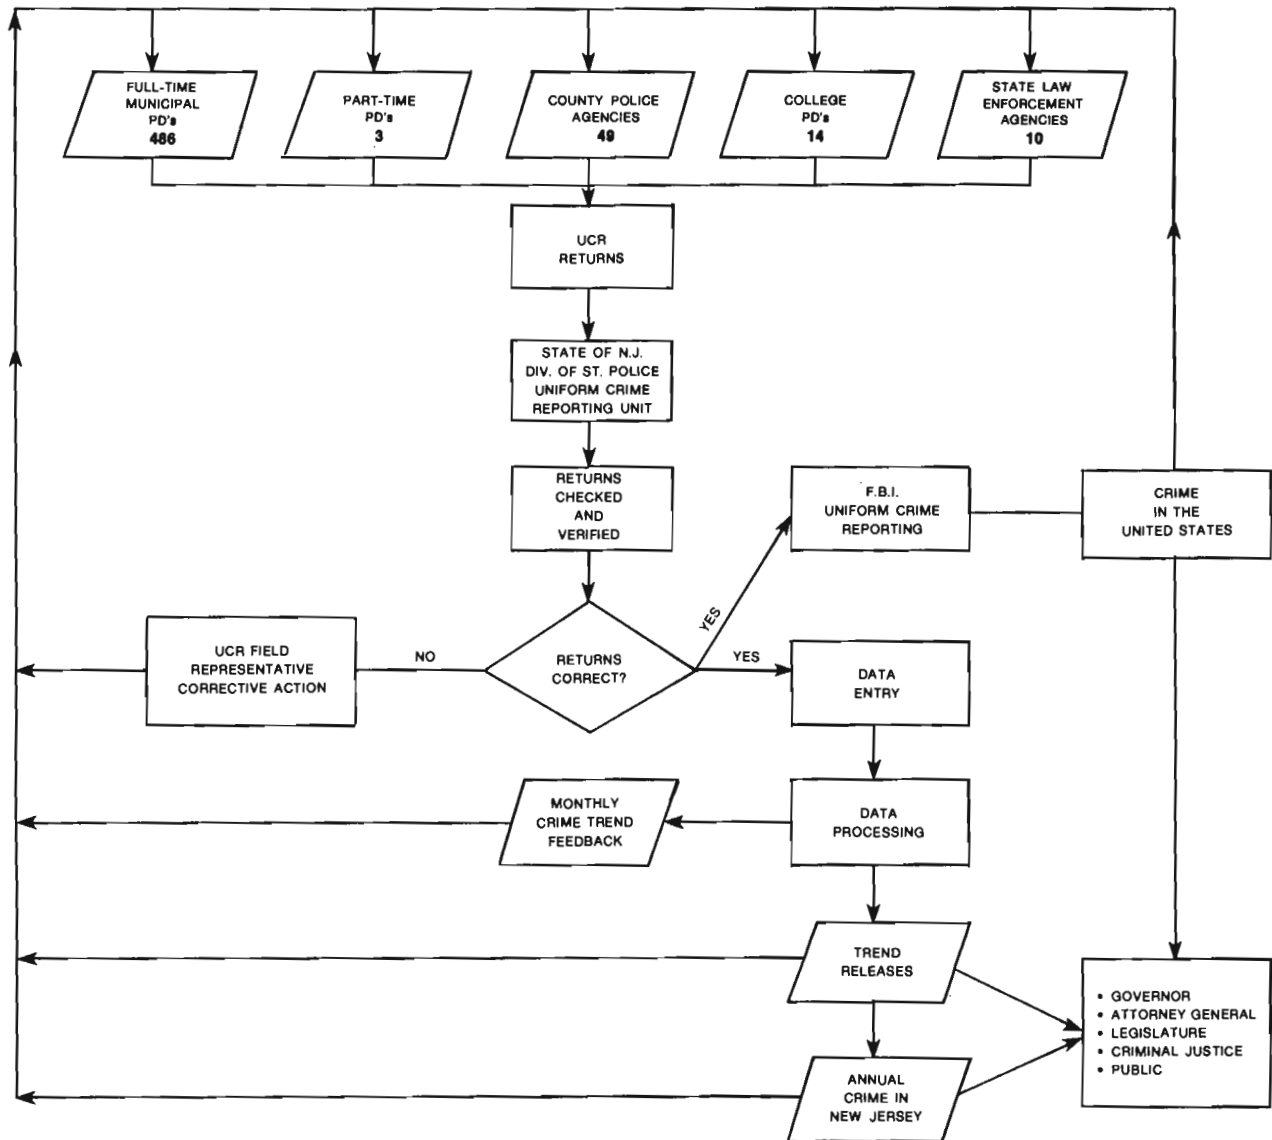 FULL-TIME
MUNICIPAL
PD's
486
PART-TIME
PD's
3
COUNTY POLICE
AGENCIES
49
COLLEGE
PD's
14
STATE LAW
ENFORCEMENT
AGENCIES
10
UCR
RETURNS
STATE OF N.J.
DIV. OF ST. POLICE
UNIFORM CRIME
REPORTING UNIT
RETURNS
CHECKED
AND
VERIFIED
F.B.I.
UNIFORM CRIME
REPORTING
CRIME
IN THE
UNITED STATES
YES
UCR FIELD
REPRESENTATIVE
CORRECTIVE ACTION
NO
RETURNS
CORRECT?
YES
DATA
ENTRY
MONTHLY
CRIME TREND
FEEDBACK
DATA
PROCESSING
TREND
RELEASES
• GOVERNOR
• ATTORNEY GENERAL
• LEGISLATURE
• CRIMINAL JUSTICE
• PUBLIC
ANNUAL
CRIME IN
NEW JERSEY